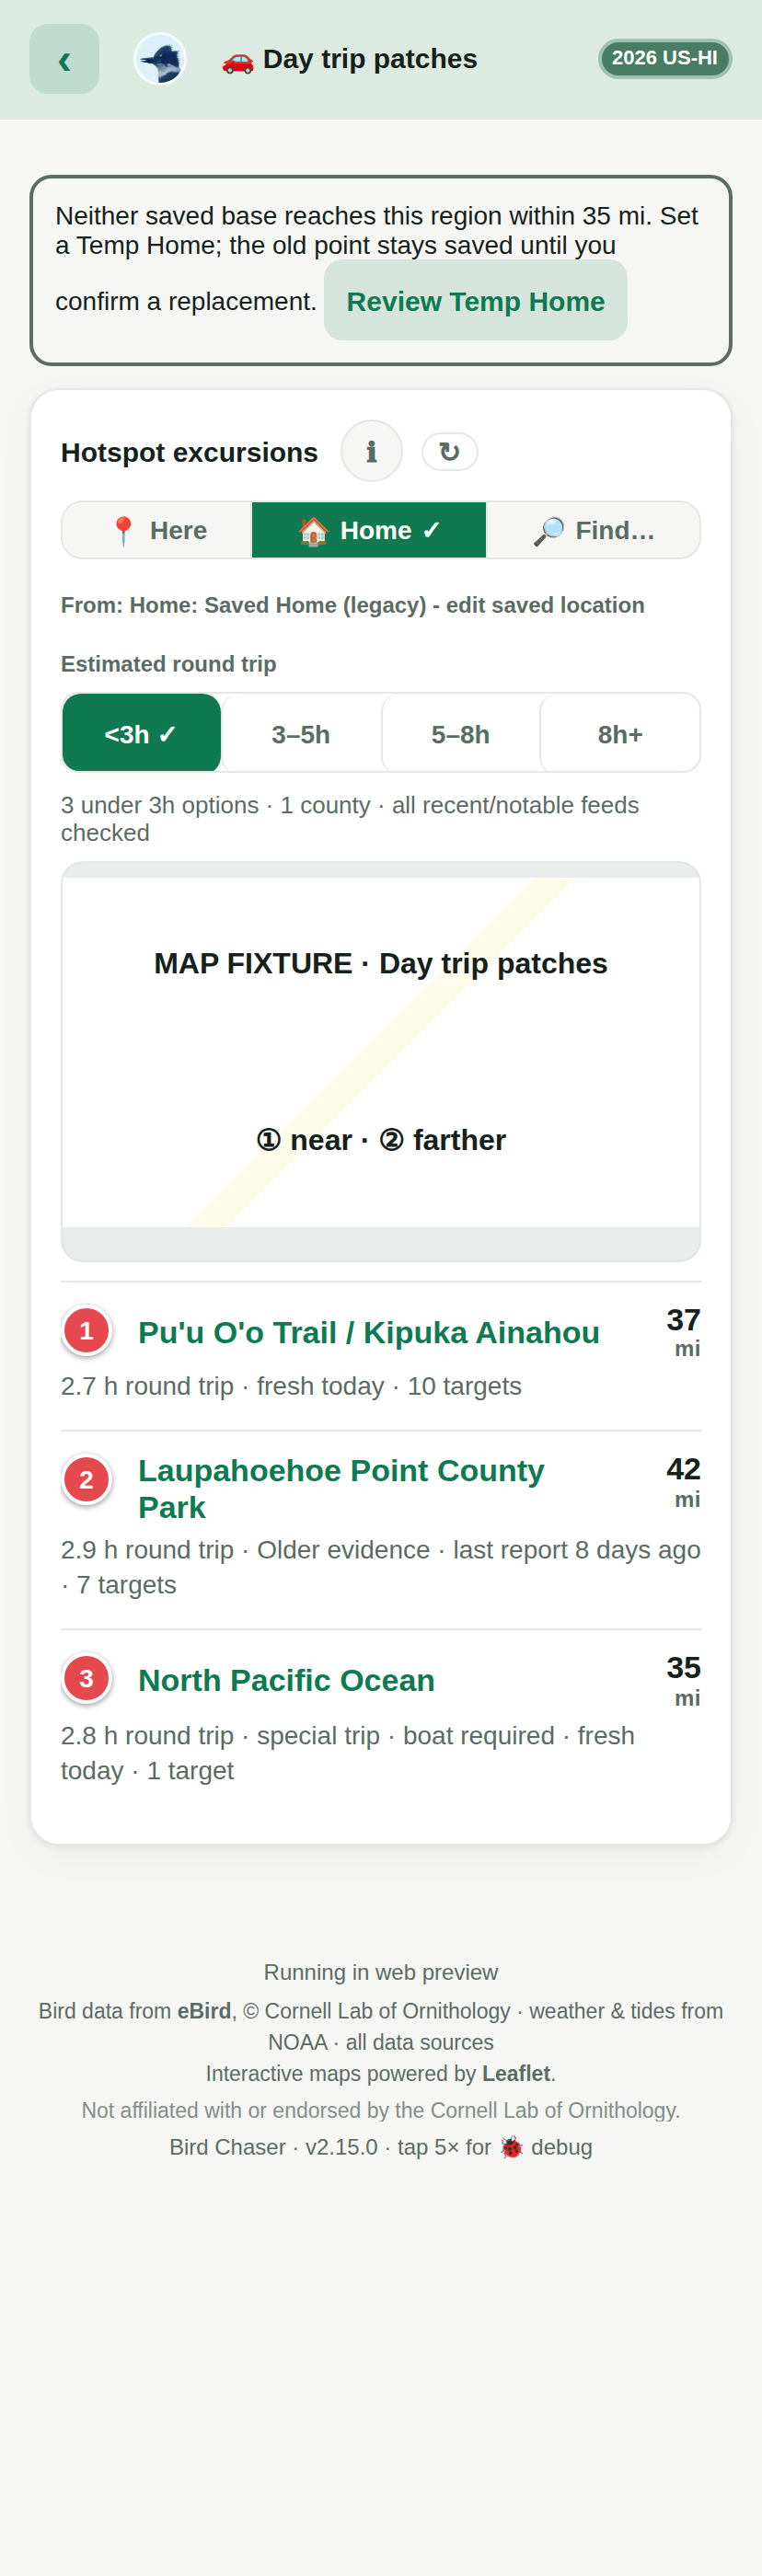 ‹ 🚗 Day trip patches 2026 US-HI
Neither saved base reaches this region within 35 mi. Set
a Temp Home; the old point stays saved until you
confirm a replacement. Review Temp Home
Hotspot excursions ℹ ↻
📍 Here 🏠 Home ✓ 🔎 Find…
From: Home: Saved Home (legacy) - edit saved location
Estimated round trip
<3h ✓ 3–5h 5–8h 8h+
3 under 3h options · 1 county · all recent/notable feeds
checked
MAP FIXTURE · Day trip patches
① near · ② farther
1 Pu'u O'o Trail / Kipuka Ainahou 37
mi
2.7 h round trip · fresh today · 10 targets
2 Laupahoehoe Point County 42
Park mi
2.9 h round trip · Older evidence · last report 8 days ago
· 7 targets
3 North Pacific Ocean 35
mi
2.8 h round trip · special trip · boat required · fresh
today · 1 target
Running in web preview
Bird data from eBird, © Cornell Lab of Ornithology · weather & tides from
NOAA · all data sources
Interactive maps powered by Leaflet.
Not affiliated with or endorsed by the Cornell Lab of Ornithology.
Bird Chaser · v2.15.0 · tap 5× for 🐞 debug